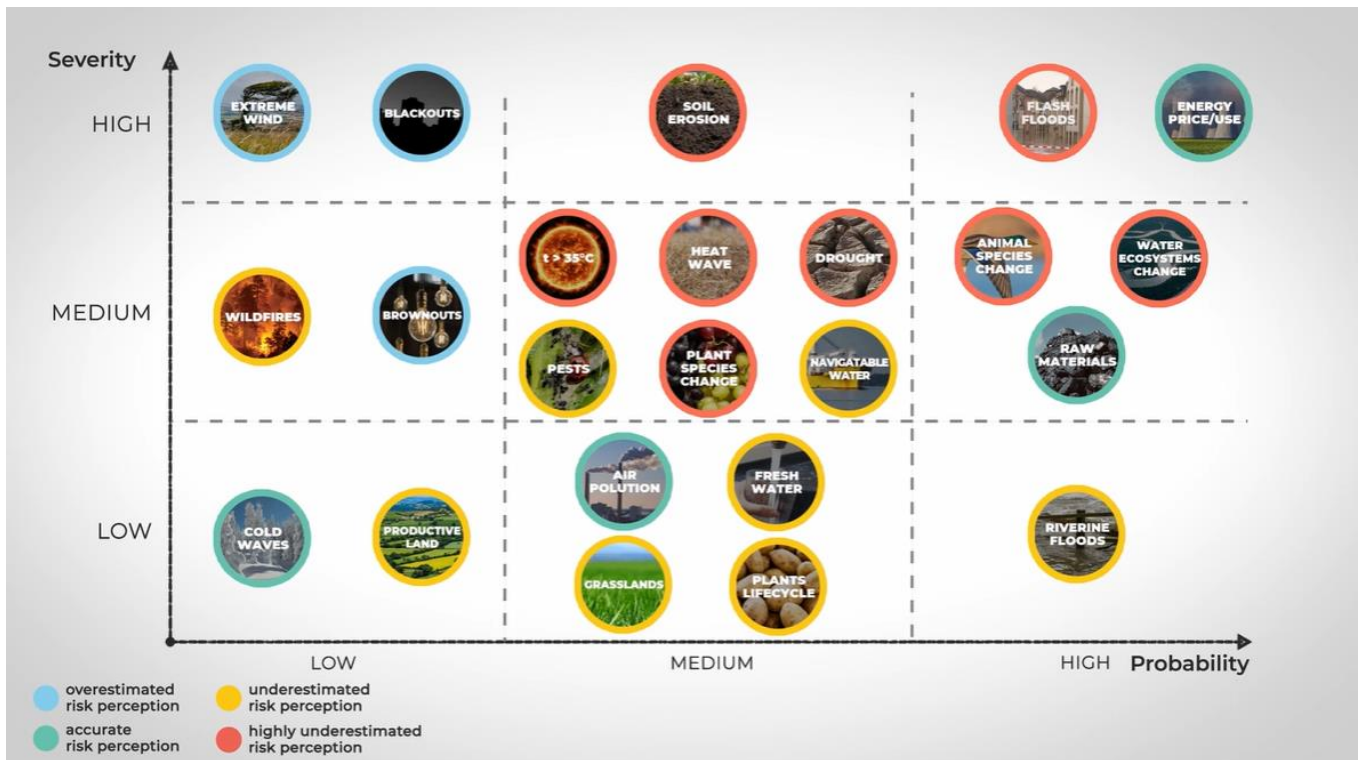 Severity
HIGH
EXTREME
WIND
BLACKOUTS
SOIL
EROSION
FLASH
FLOODS
ENERGY
PRICE/USE
MEDIUM
t > 35°C
HEAT
WAVE
DROUGHT
ANIMAL
SPECIES
CHANGE
WATER
ECOSYSTEMS
CHANGE
WILDFIRES
BROWNOUTS
PESTS
PLANT
SPECIES
CHANGE
NAVIGATABLE
WATER
RAW
MATERIALS
LOW
COLD
WAVES
PRODUCTIVE
LAND
AIR
POLUTION
FRESH
WATER
GRASSLANDS
PLANTS
LIFECYCLE
RIVERINE
FLOODS
LOW
MEDIUM
HIGH
Probability
overestimated
risk perception
underestimated
risk perception
accurate
risk perception
highly underestimated
risk perception